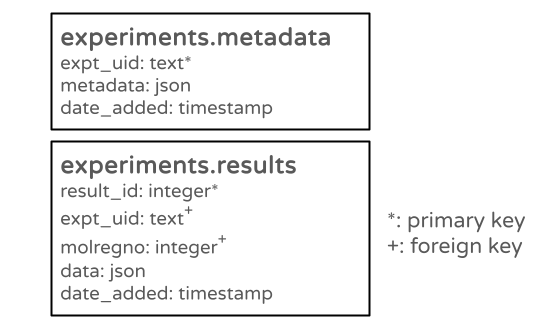 experiments.metadata
expt_uid: text*
metadata: json
date_added: timestamp
experiments.results
result_id: integer*
expt_uid: text+
molregno: integer+
data: json
date_added: timestamp
*: primary key
+: foreign key